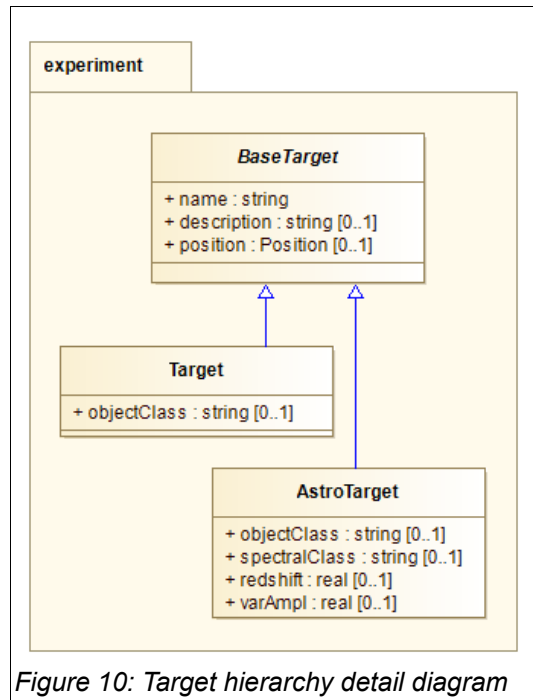 experiment
BaseTarget
+ name : string
+ description : string [0..1]
+ position : Position [0..1]
Target
+ objectClass : string [0..1]
AstroTarget
+ objectClass : string [0..1]
+ spectralClass : string [0..1]
+ redshift : real [0..1]
+ varAmpl : real [0..1]
Figure 10: Target hierarchy detail diagram